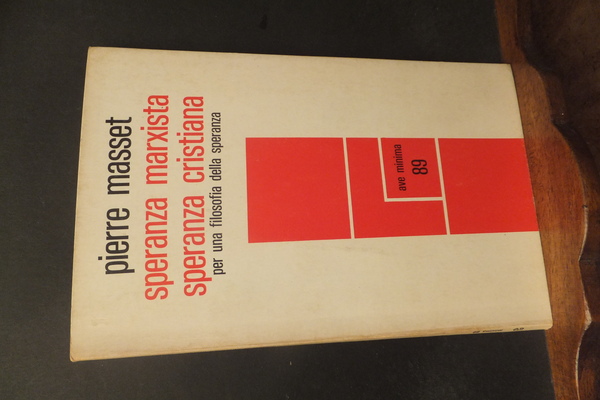 pierre masset
speranza marxista
speranza cristiana
per una filosofia della speranza
ave minima
89